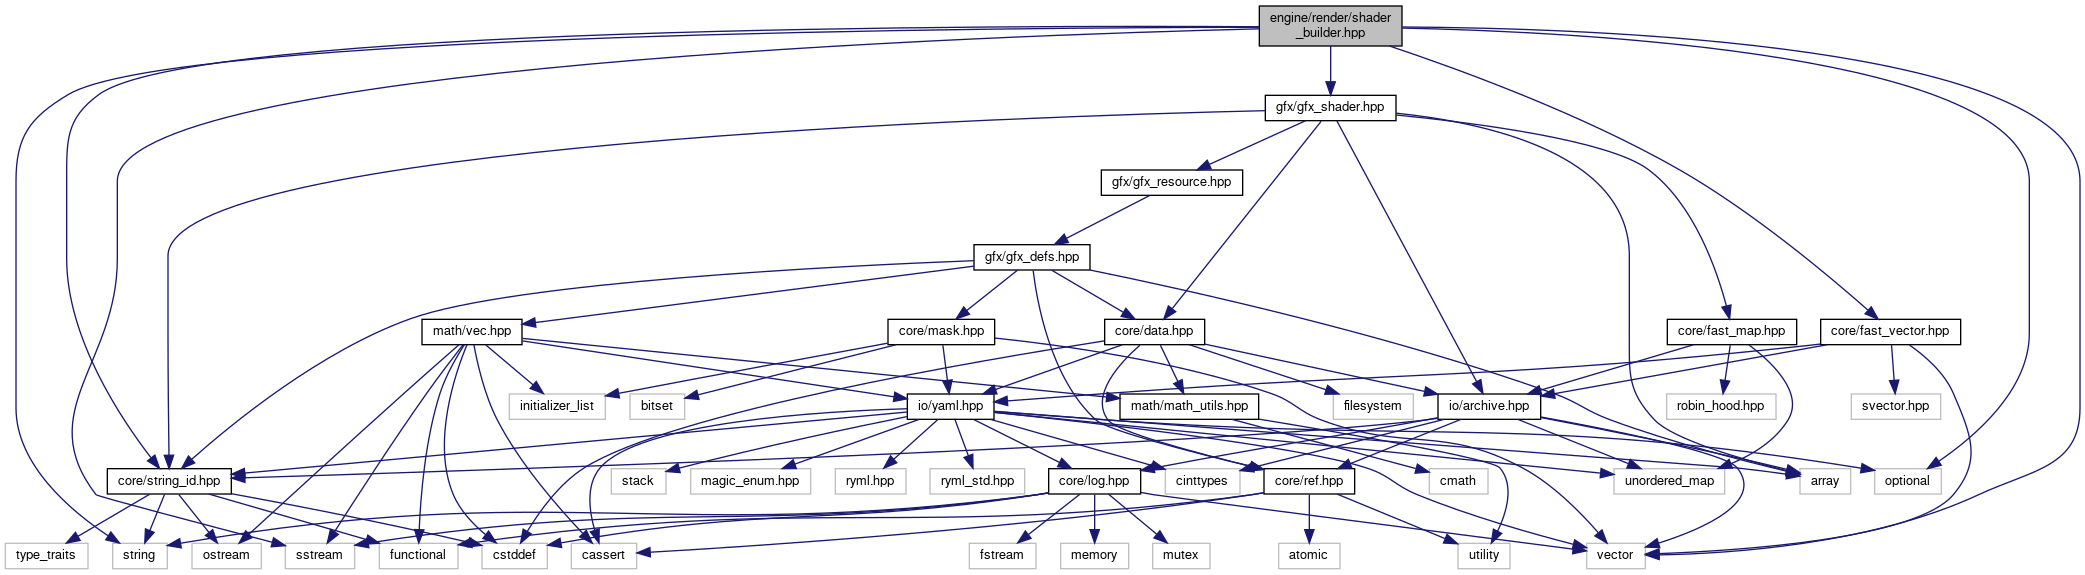 engine/render/shader
_builder.hpp
gfx/gfx_shader.hpp
gfx/gfx_resource.hpp
gfx/gfx_defs.hpp
math/vec.hpp
core/mask.hpp
core/data.hpp
core/fast_map.hpp
core/fast_vector.hpp
initializer_list
bitset
io/yaml.hpp
math/math_utils.hpp
filesystem
io/archive.hpp
robin_hood.hpp
svector.hpp
core/string_id.hpp
stack
magic_enum.hpp
ryml.hpp
ryml_std.hpp
core/log.hpp
cinttypes
core/ref.hpp
cmath
unordered_map
array
optional
type_traits
string
ostream
sstream
functional
cstddef
cassert
fstream
memory
mutex
atomic
utility
vector